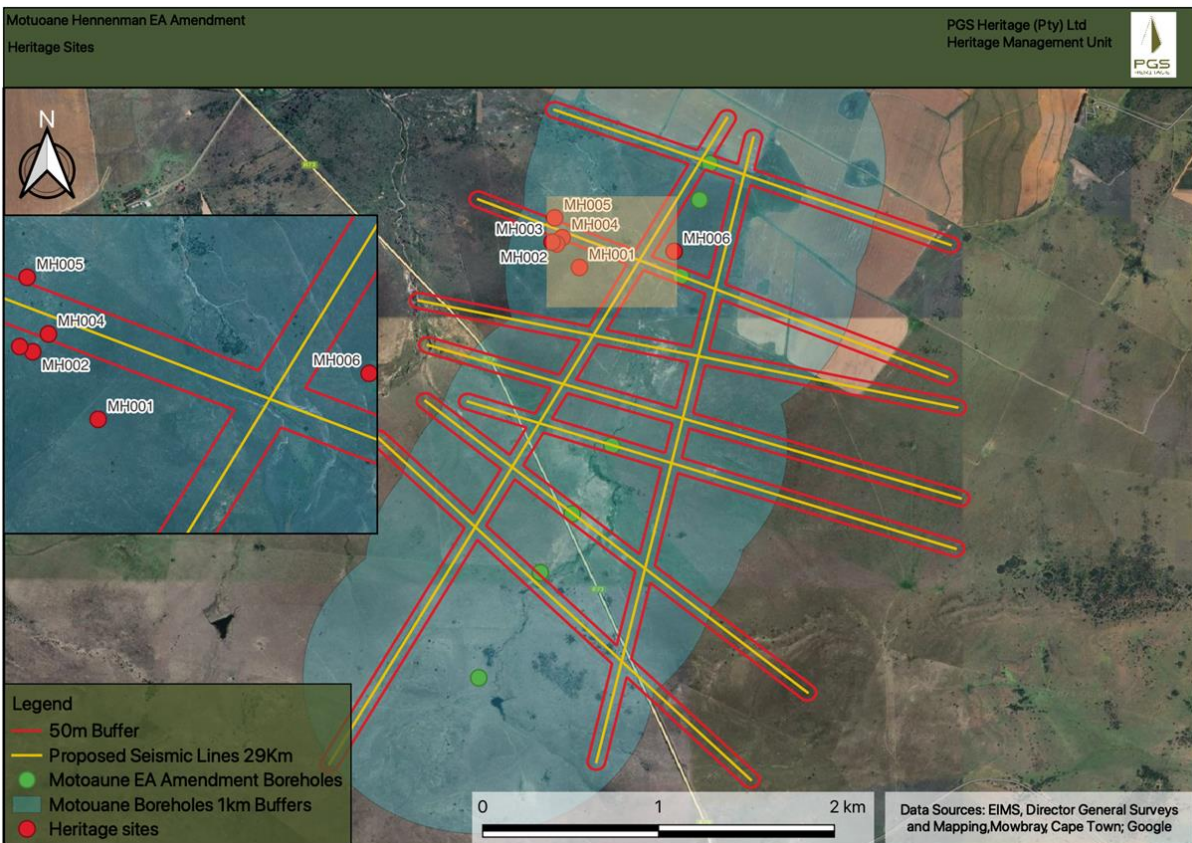 Motuoane Hennenman EA Amendment
Heritage Sites
PGS Heritage (Pty) Ltd
Heritage Management Unit
PGS
N
R73
MH005
MH004
MH003
MH002
MH001
MH006
MH005
MH004
MH002
MH006
MH001
R73
Legend
50m Buffer
Proposed Seismic Lines 29Km
Motoaune EA Amendment Boreholes
Motouane Boreholes 1km Buffers
Heritage sites
0 1 2 km
Data Sources: EIMS, Director General Surveys
and Mapping,Mowbray, Cape Town; Google